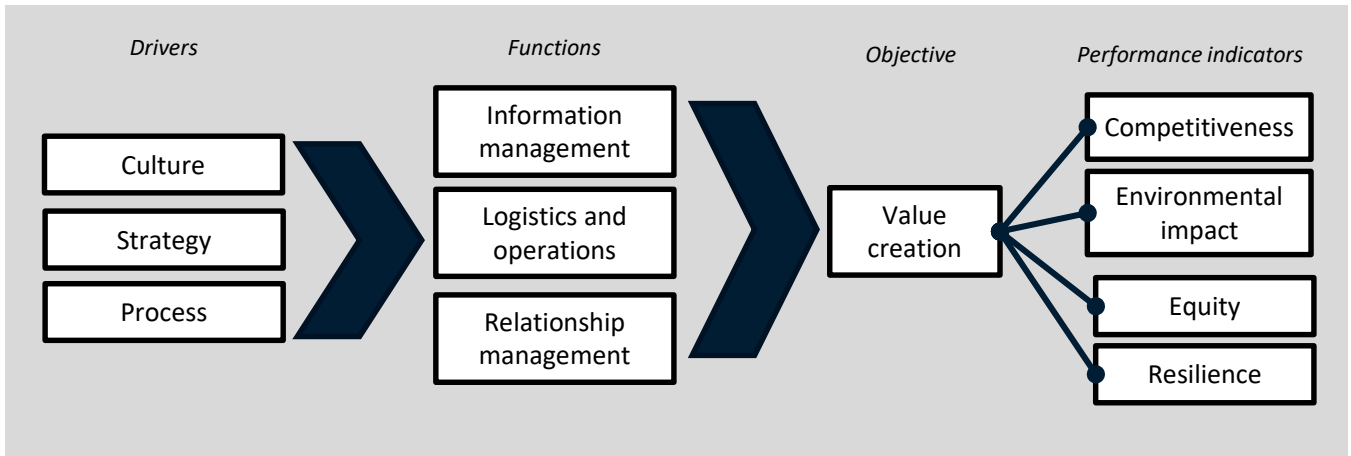 Drivers
Functions
Objective
Performance indicators
Culture
Strategy
Process
Information
management
Logistics and
operations
Relationship
management
Value
creation
Competitiveness
Environmental
impact
Equity
Resilience